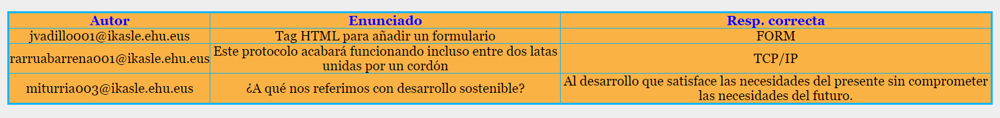 Autor Enunciado Resp. correcta
jvadillo001@ikasle.ehu.eus Tag HTML para añadir un formulario FORM
rarruabarrena001@ikasle.ehu.eus Este protocolo acabará funcionando incluso entre dos latas
unidas por un cordón TCP/IP
miturria003@ikasle.ehu.eus ¿A qué nos referimos con desarrollo sostenible? Al desarrollo que satisface las necesidades del presente sin comprometer
las necesidades del futuro.